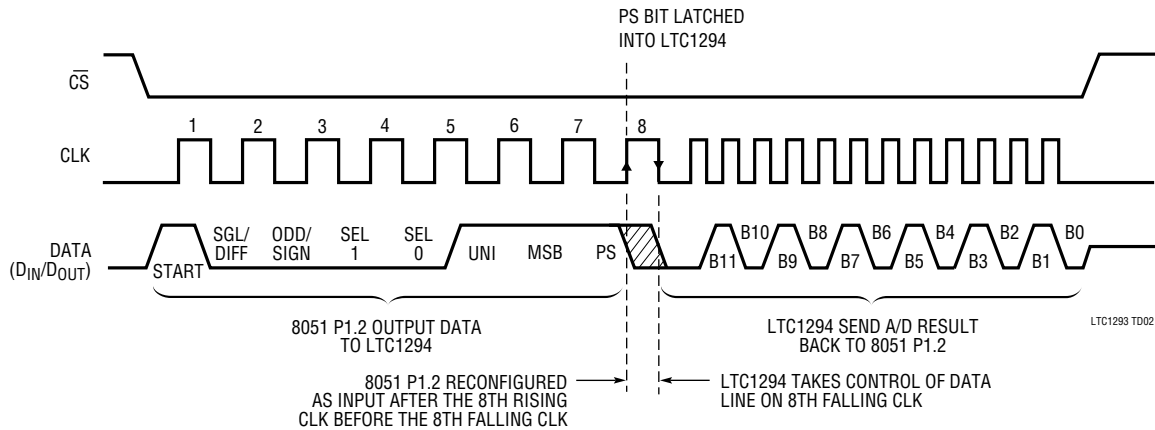 PS BIT LATCHED
INTO LTC1294
CS
1 2 3 4 5 6 7 8
CLK
DATA
(DIN/DOUT)
START
SGL/
DIFF
ODD/
SIGN
SEL
1
SEL
0
UNI
MSB
PS
B11
B10
B9
B8
B7
B6
B5
B4
B3
B2
B1
B0
8051 P1.2 OUTPUT DATA
TO LTC1294
LTC1294 SEND A/D RESULT
BACK TO 8051 P1.2
LTC1293 TD02
8051 P1.2 RECONFIGURED
AS INPUT AFTER THE 8TH RISING
CLK BEFORE THE 8TH FALLING CLK
LTC1294 TAKES CONTROL OF DATA
LINE ON 8TH FALLING CLK